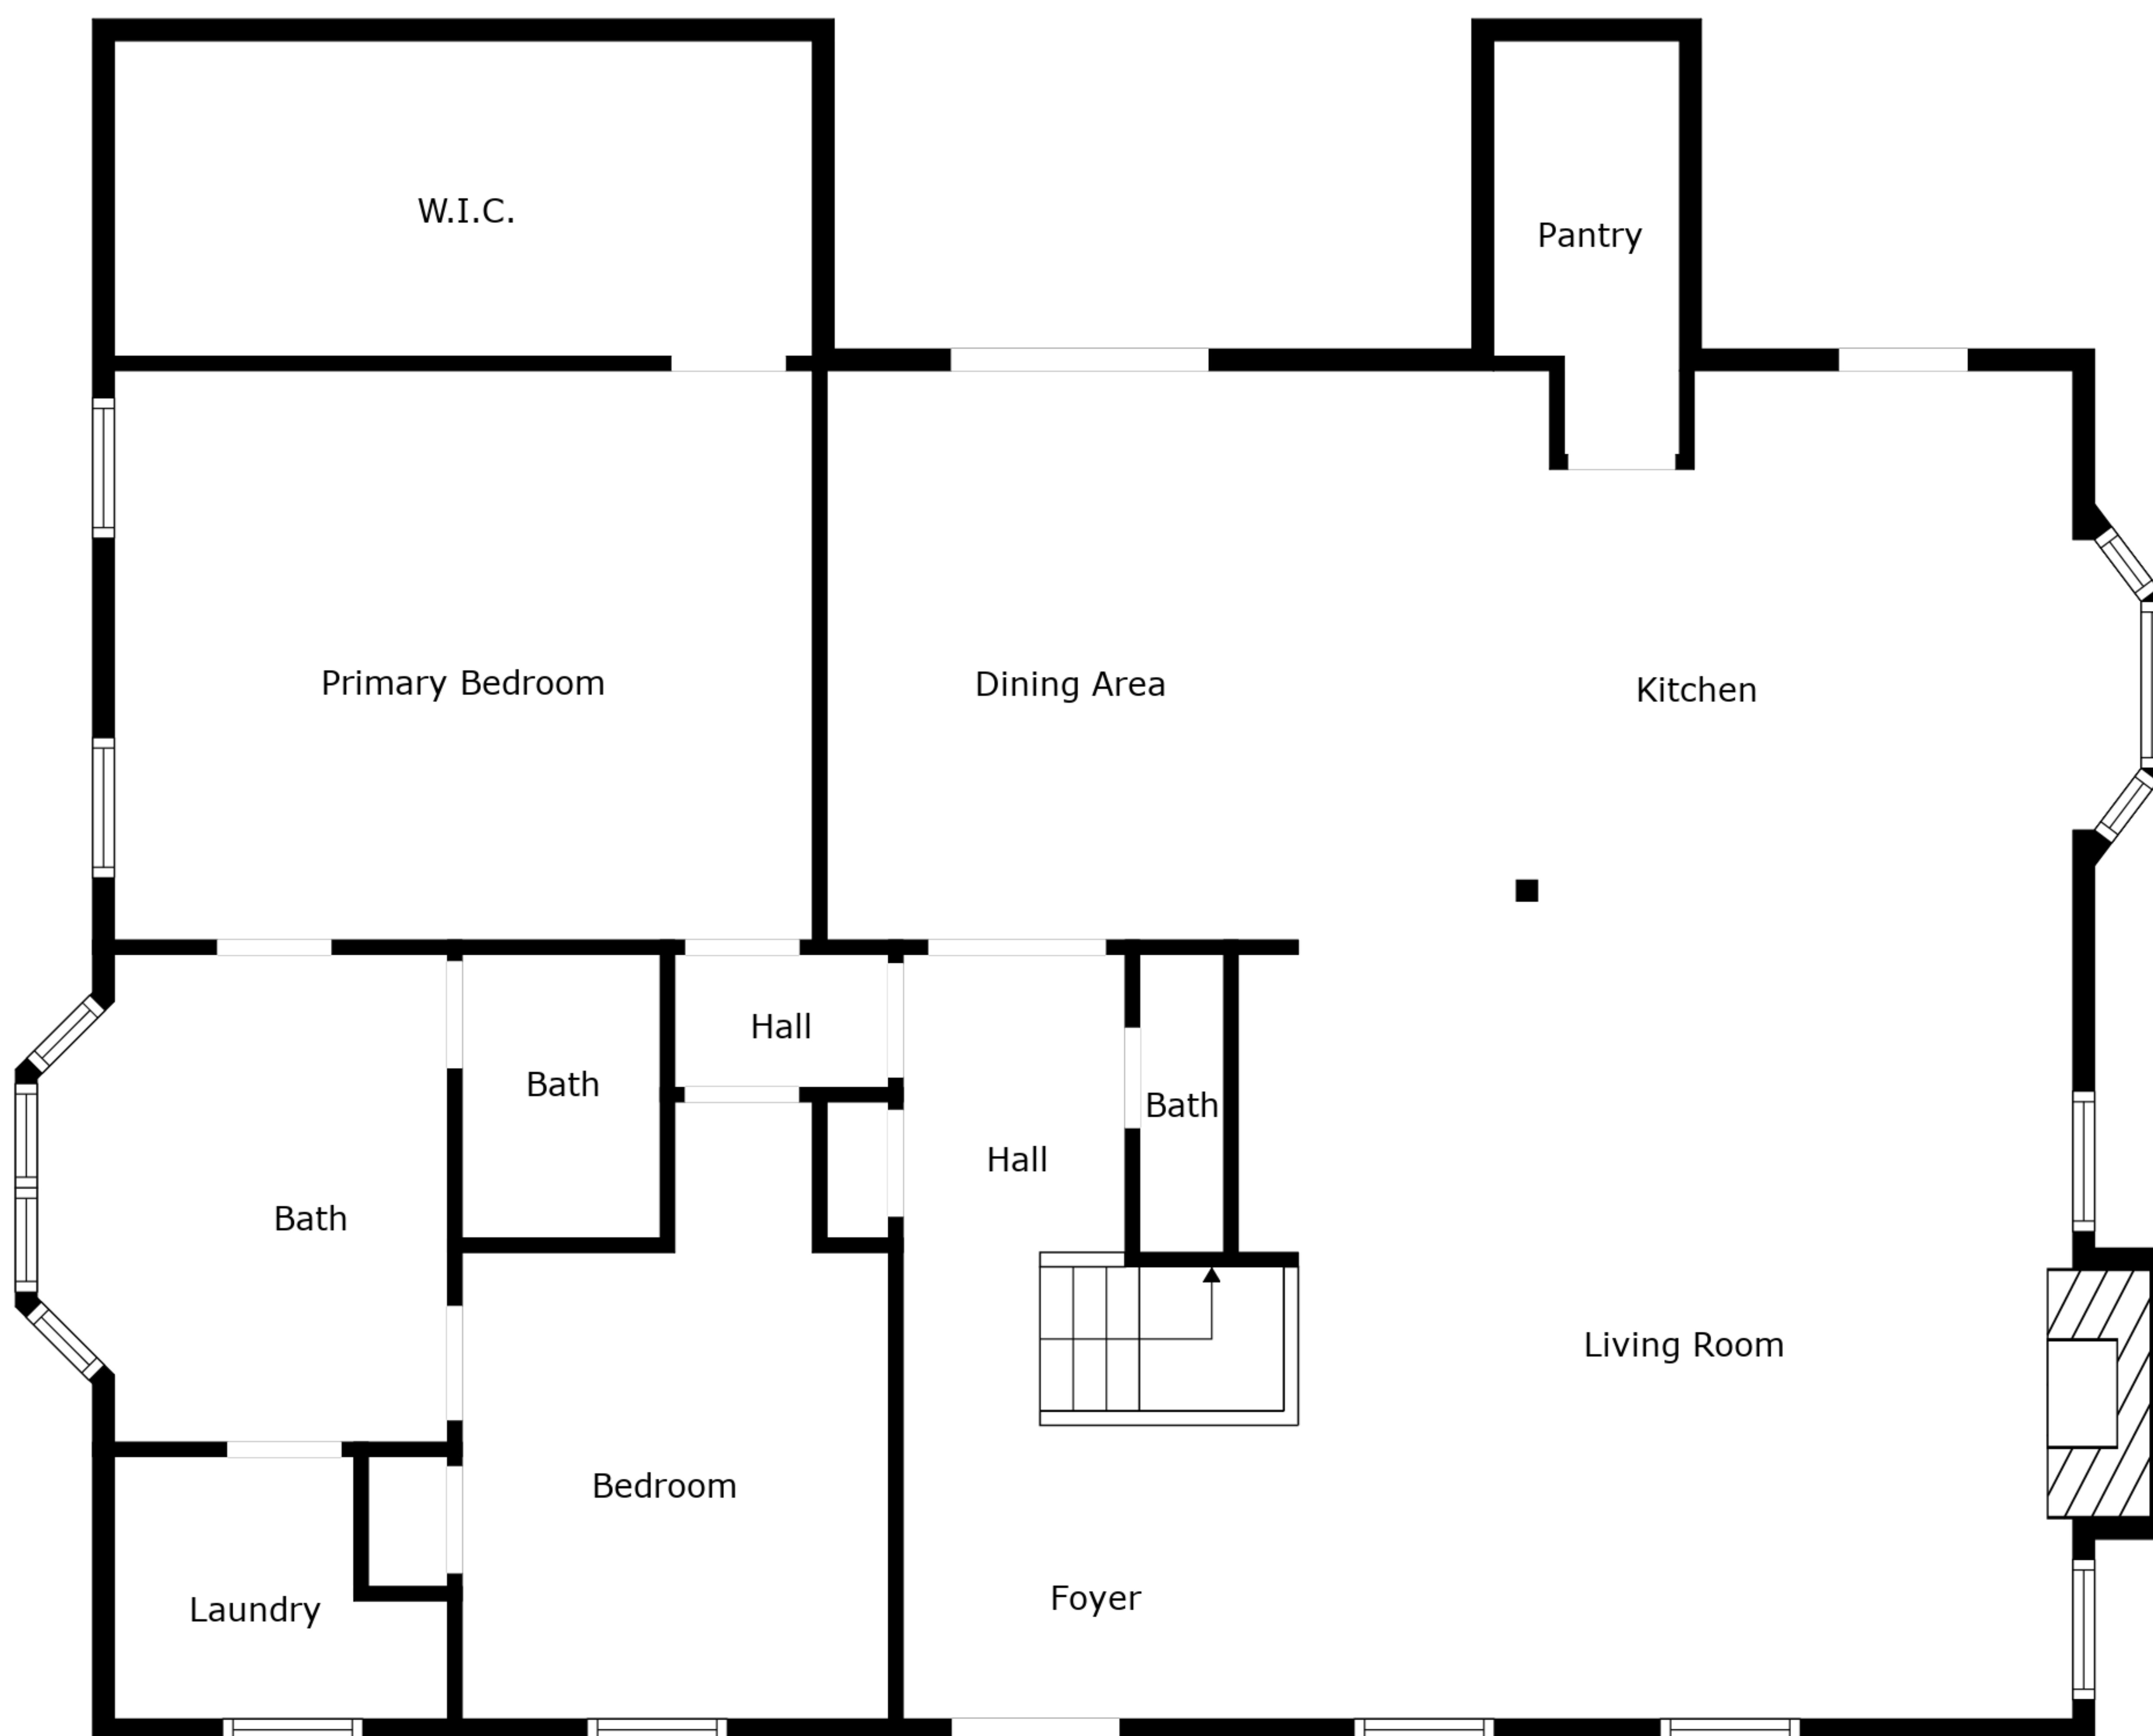 W.I.C.
Pantry
Primary Bedroom
Dining Area
Kitchen
Hall
Bath
Bath
Hall
Bath
Living Room
Bedroom
Foyer
Laundry